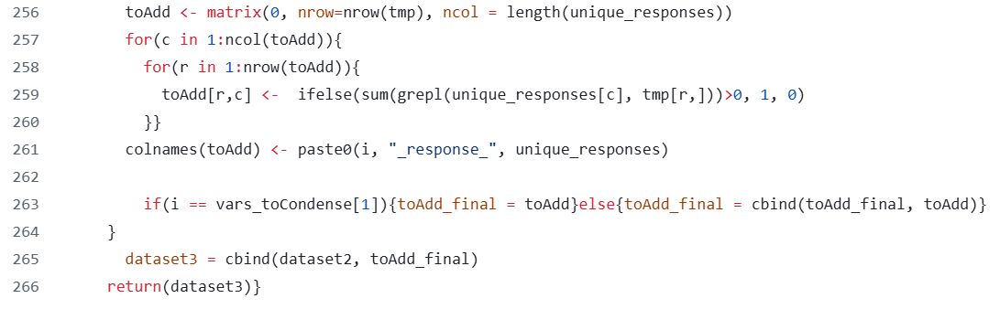 256 toAdd <- matrix(0, nrow=nrow(tmp), ncol = length(unique_responses))
257 for(c in 1:ncol(toAdd)){
258 for(r in 1:nrow(toAdd)){
259 toAdd[r,c] <-  ifelse(sum(grepl(unique_responses[c], tmp[r,]))>0, 1, 0)
260 }}
261 colnames(toAdd) <- paste0(i, "_response_", unique_responses)
262
263 if(i == vars_toCondense[1]){toAdd_final = toAdd}else{toAdd_final = cbind(toAdd_final, toAdd)}
264 }
265 dataset3 = cbind(dataset2, toAdd_final)
266 return(dataset3)}